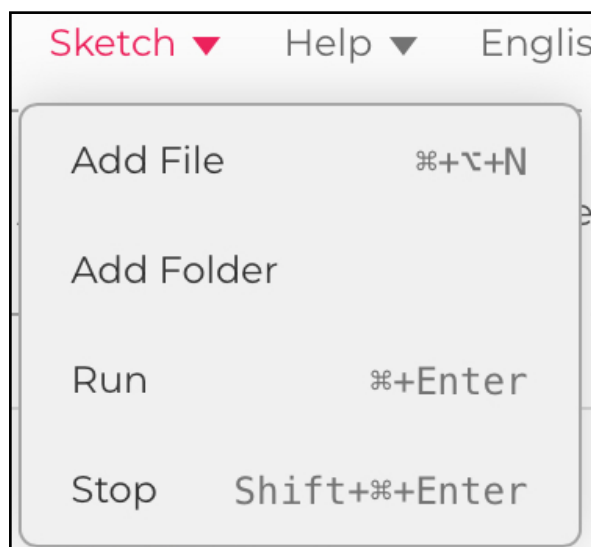 Sketch ▼ Help ▼ Englis
Add File ⌘+⌥+N
Add Folder
Run ⌘+Enter
Stop Shift+⌘+Enter